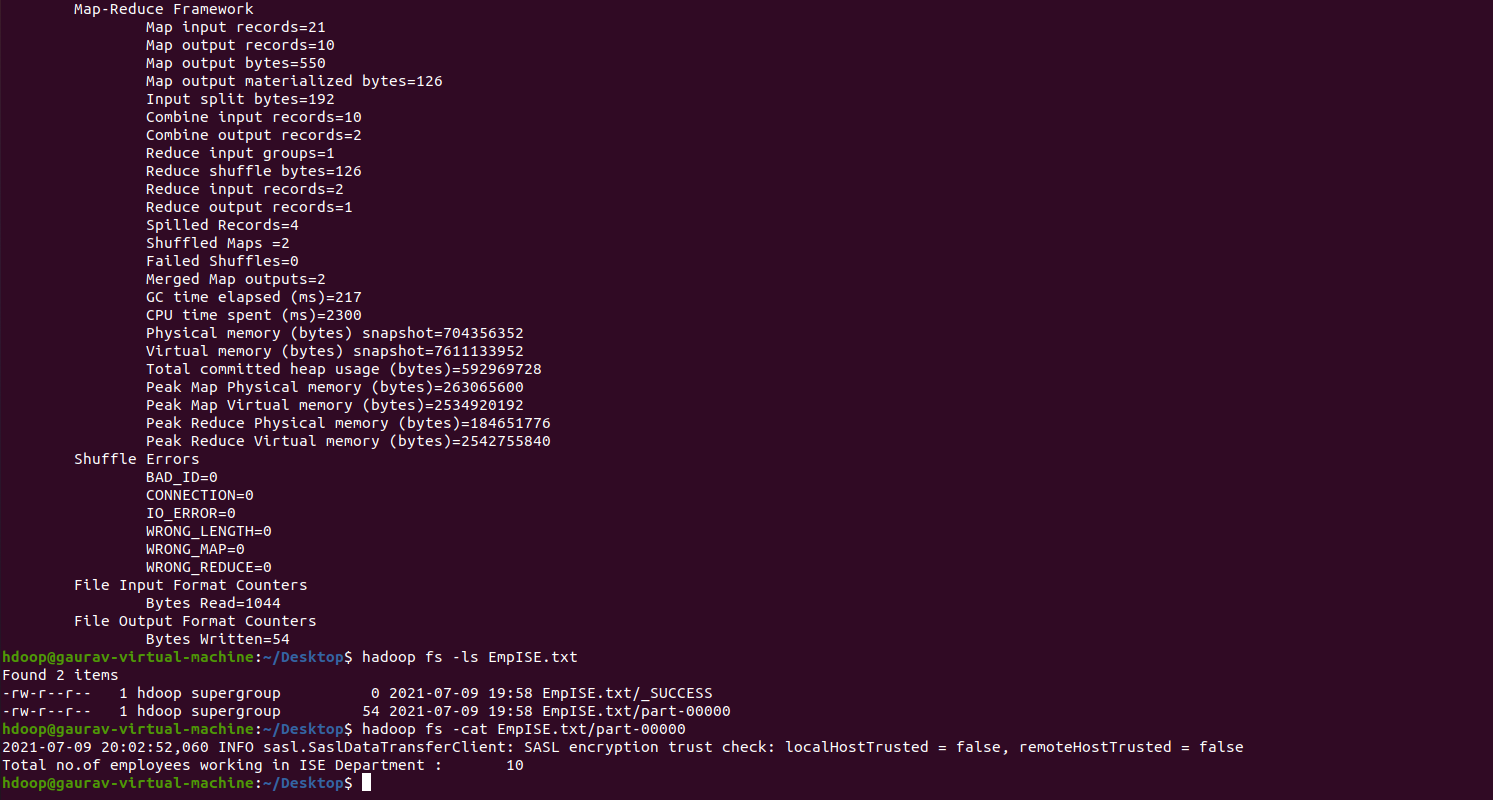 Map-Reduce Framework
Map input records=21
Map output records=10
Map output bytes=550
Map output materialized bytes=126
Input split bytes=192
Combine input records=10
Combine output records=2
Reduce input groups=1
Reduce shuffle bytes=126
Reduce input records=2
Reduce output records=1
Spilled Records=4
Shuffled Maps =2
Failed Shuffles=0
Merged Map outputs=2
GC time elapsed (ms)=217
CPU time spent (ms)=2300
Physical memory (bytes) snapshot=704356352
Virtual memory (bytes) snapshot=7611133952
Total committed heap usage (bytes)=592969728
Peak Map Physical memory (bytes)=263065600
Peak Map Virtual memory (bytes)=2534920192
Peak Reduce Physical memory (bytes)=184651776
Peak Reduce Virtual memory (bytes)=2542755840
Shuffle Errors
BAD_ID=0
CONNECTION=0
IO_ERROR=0
WRONG_LENGTH=0
WRONG_MAP=0
WRONG_REDUCE=0
File Input Format Counters
Bytes Read=1044
File Output Format Counters
Bytes Written=54
hdoop@gaurav-virtual-machine:~/Desktop$ hadoop fs -ls EmpISE.txt
Found 2 items
-rw-r--r--   1 hdoop supergroup          0 2021-07-09 19:58 EmpISE.txt/_SUCCESS
-rw-r--r--   1 hdoop supergroup         54 2021-07-09 19:58 EmpISE.txt/part-00000
hdoop@gaurav-virtual-machine:~/Desktop$ hadoop fs -cat EmpISE.txt/part-00000
2021-07-09 20:02:52,060 INFO sasl.SaslDataTransferClient: SASL encryption trust check: localHostTrusted = false, remoteHostTrusted = false
Total no.of employees working in ISE Department :       10
hdoop@gaurav-virtual-machine:~/Desktop$